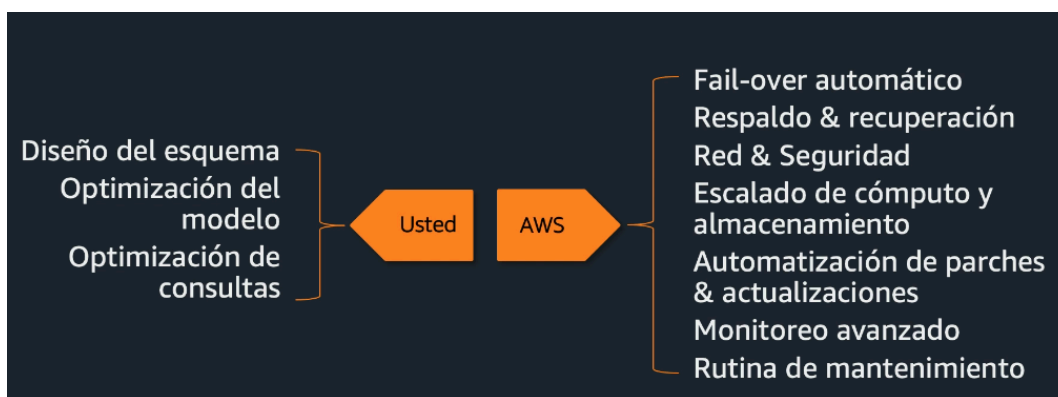 Diseño del esquema
Optimización del
modelo
Optimización de
consultas
Usted
AWS
Fail-over automático
Respaldo & recuperación
Red & Seguridad
Escalado de cómputo y
almacenamiento
Automatización de parches
& actualizaciones
Monitoreo avanzado
Rutina de mantenimiento